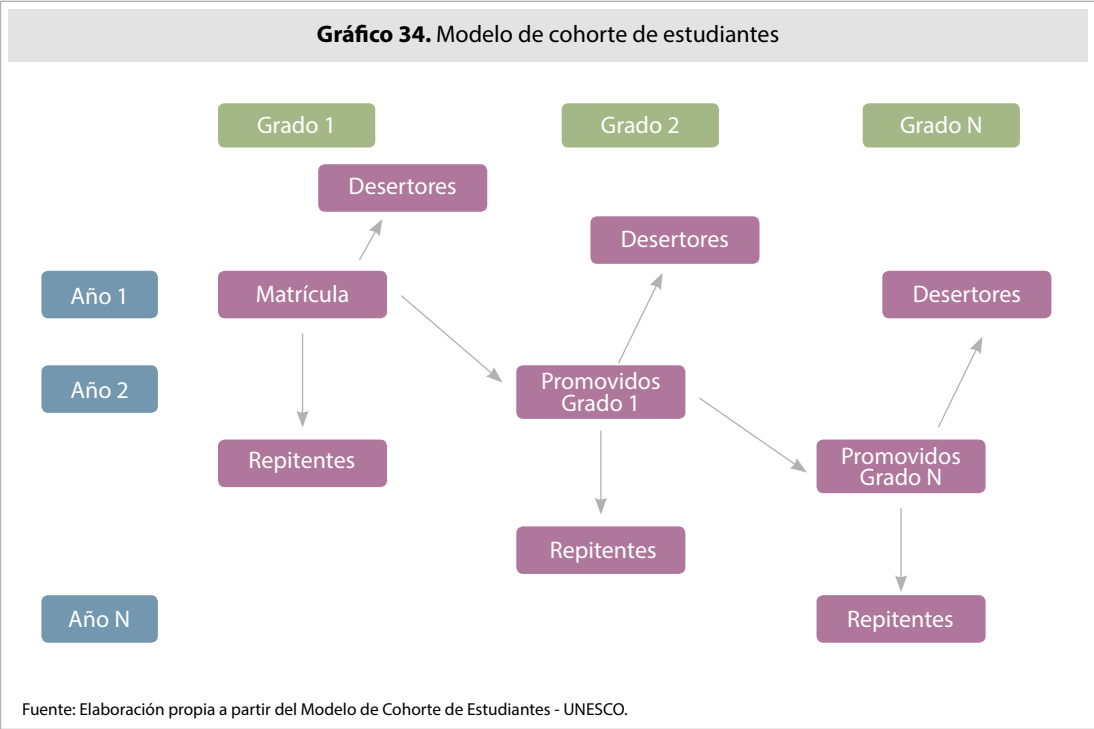 Gráfico 34. Modelo de cohorte de estudiantes
Grado 1
Grado 2
Grado N
Desertores
Desertores
Año 1
Matrícula
Desertores
Año 2
Promovidos
Grado 1
Repitentes
Promovidos
Grado N
Repitentes
Año N
Repitentes
Fuente: Elaboración propia a partir del Modelo de Cohorte de Estudiantes - UNESCO.